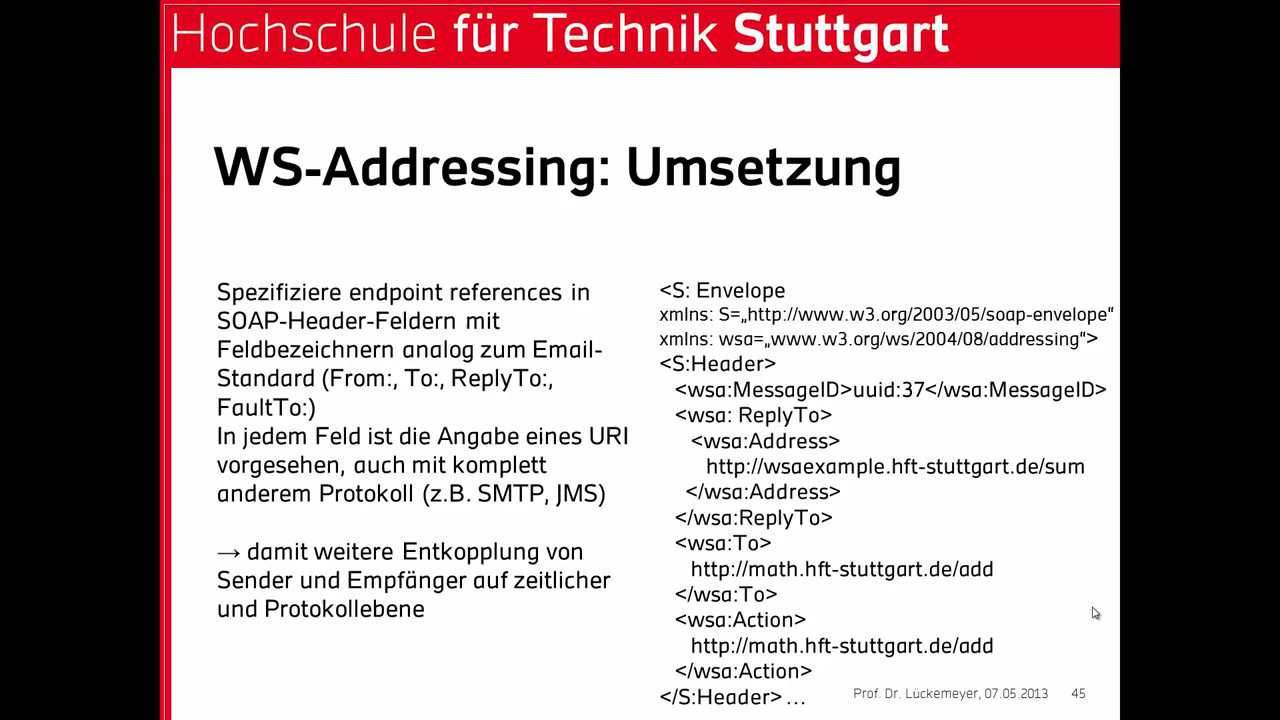 Hochschule für Technik Stuttgart
WS-Addressing: Umsetzung
Spezifiziere endpoint references in
SOAP-Header-Feldern mit
Feldbezeichnern analog zum Email-
Standard (From:, To:, ReplyTo:,
FaultTo:)
In jedem Feld ist die Angabe eines URI
vorgesehen, auch mit komplett
anderem Protokoll (z.B. SMTP, JMS)
→ damit weitere Entkopplung von
Sender und Empfänger auf zeitlicher
und Protokollebene
<S: Envelope
xmlns: S=„http://www.w3.org/2003/05/soap-envelope“
xmlns: wsa=„www.w3.org/ws/2004/08/addressing“>
<S:Header>
<wsa:MessageID>uuid:37</wsa:MessageID>
<wsa: ReplyTo>
<wsa:Address>
http://wsaexample.hft-stuttgart.de/sum
</wsa:Address>
</wsa:ReplyTo>
<wsa:To>
http://math.hft-stuttgart.de/add
</wsa:To>
<wsa:Action>
http://math.hft-stuttgart.de/add
</wsa:Action>
</S:Header> ...
Prof. Dr. Lückemeyer, 07.05.2013 45